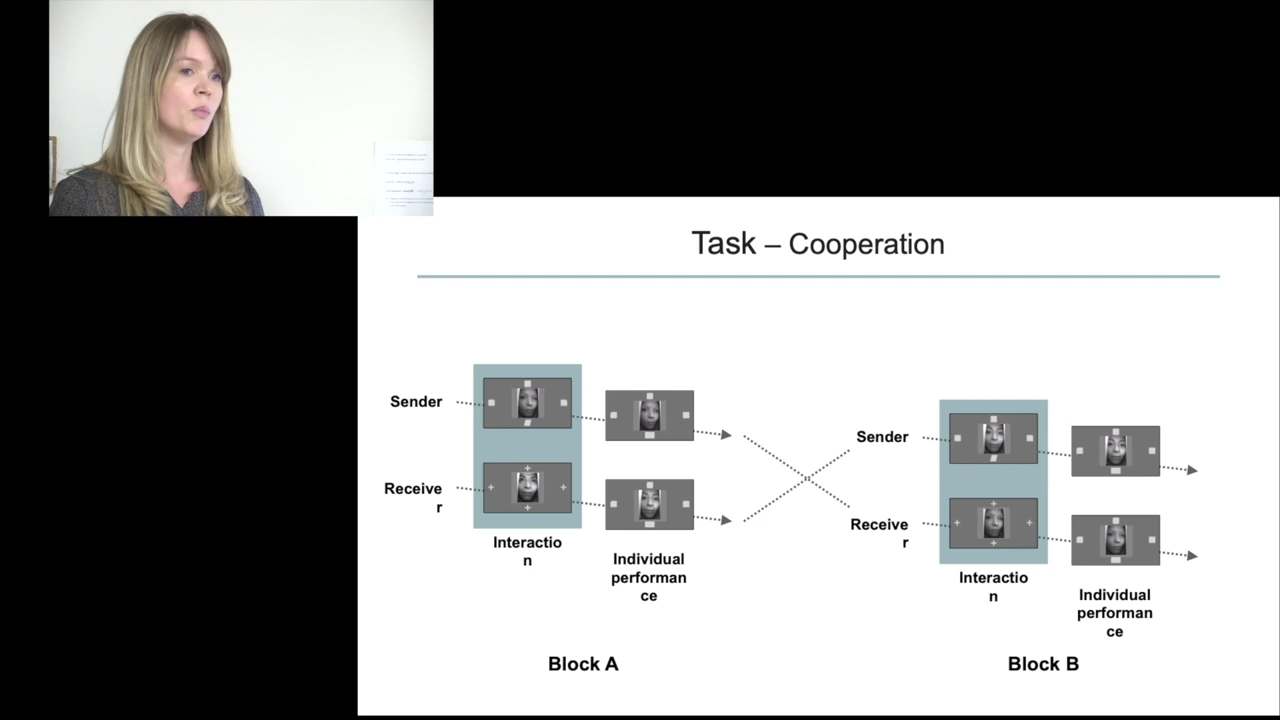 Task – Cooperation
Sender
Receive
r
Interactio
n
Individual
performan
ce
Block A
Sender
Receive
r
Interactio
n
Individual
performan
ce
Block B